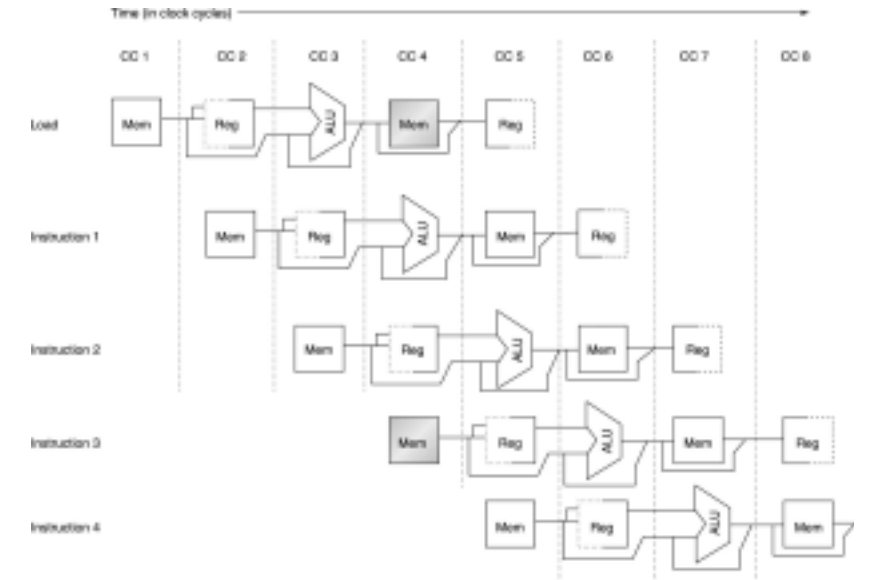 Time (in clock cycles)
CC 1 CC 2 CC 3 CC 4 CC 5 CC 6 CC 7 CC 8
Load Mem Reg ALU Mem Reg
Instruction 1 Mem Reg ALU Mem Reg
Instruction 2 Mem Reg ALU Mem Reg
Instruction 3 Mem Reg ALU Mem Reg
Instruction 4 Mem Reg ALU Mem